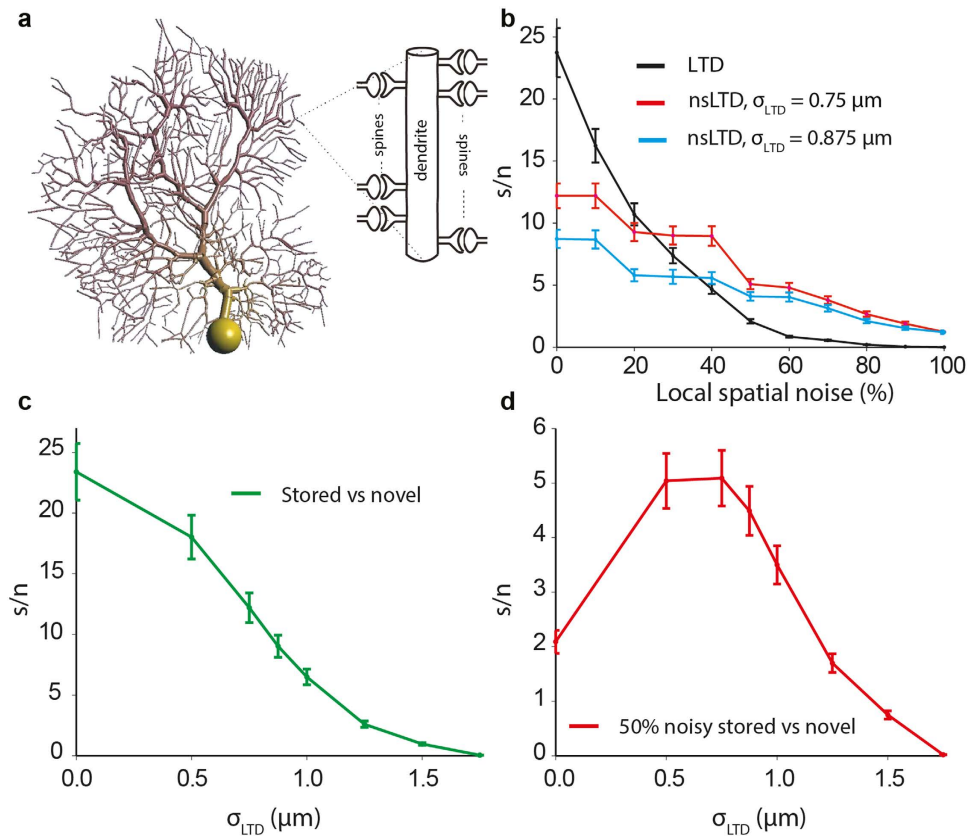 a
spines
dendrite
spines
b
25
20
15
10
5
0
s/n
LTD
nsLTD, σLTD = 0.75 μm
nsLTD, σLTD = 0.875 μm
0 20 40 60 80 100
Local spatial noise (%)
c
25
20
15
10
5
0
s/n
Stored vs novel
0.0 0.5 1.0 1.5
σLTD (μm)
d
6
5
4
3
2
1
0
s/n
50% noisy stored vs novel
0.0 0.5 1.0 1.5
σLTD (μm)